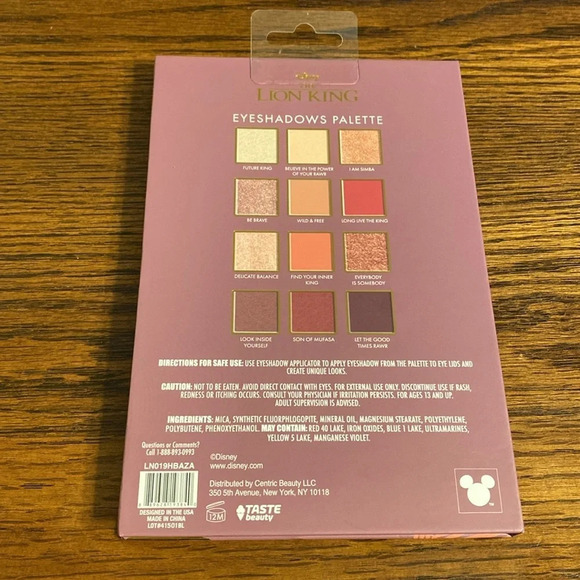 Disney
THE
LION KING
EYESHADOWS PALETTE
FUTURE KING
BELIEVE IN THE POWER
OF YOUR RAWR
I AM SIMBA
BE BRAVE
WILD & FREE
LONG LIVE THE KING
DELICATE BALANCE
FIND YOUR INNER
KING
EVERYBODY
IS SOMEBODY
LOOK INSIDE
YOURSELF
SON OF MUFASA
LET THE GOOD
TIMES RAWR
DIRECTIONS FOR SAFE USE: USE EYESHADOW APPLICATOR TO APPLY EYESHADOW FROM THE PALETTE TO EYE LIDS AND
CREATE UNIQUE LOOKS.
CAUTION: NOT TO BE EATEN. AVOID DIRECT CONTACT WITH EYES. FOR EXTERNAL USE ONLY. DISCONTINUE USE IF RASH,
REDNESS OR ITCHING OCCURS. CONSULT YOUR PHYSICIAN IF IRRITATION PERSISTS. FOR AGES 13 AND UP.
ADULT SUPERVISION IS ADVISED.
INGREDIENTS: MICA, SYNTHETIC FLUORPHLOGOPITE, MINERAL OIL, MAGNESIUM STEARATE, POLYETHYLENE,
POLYBUTENE, PHENOXYETHANOL. MAY CONTAIN: RED 40 LAKE, IRON OXIDES, BLUE 1 LAKE, ULTRAMARINES,
YELLOW 5 LAKE, MANGANESE VIOLET.
Questions or Comments?
Call 1-888-893-0993
LN019HBAZA
DESIGNED IN THE USA
MADE IN CHINA
LOT#41501BL
©Disney
www.disney.com
Distributed by Centric Beauty LLC
350 5th Avenue, New York, NY 10118
12M
TASTE
beauty